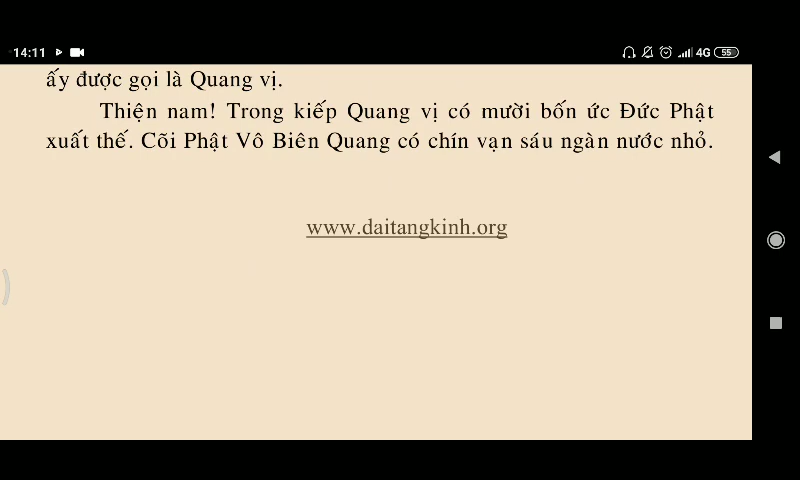 14:11 4G 55
ấy được gọi là Quang vị.
Thiện nam! Trong kiếp Quang vị có mười bốn ức Đức Phật
xuất thế. Cõi Phật Vô Biên Quang có chín vạn sáu ngàn nước nhỏ.
www.daitangkinh.org